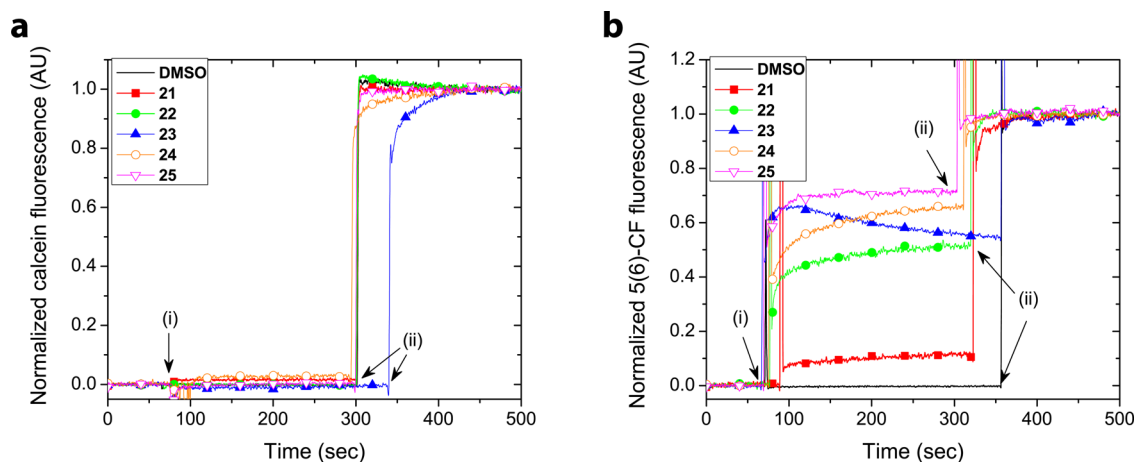 a
Normalized calcein fluorescence (AU)
1.0
0.8
0.6
0.4
0.2
0.0
DMSO
21
22
23
24
25
(i)
(ii)
0 100 200 300 400 500
Time (sec)
b
Normalized 5(6)-CF fluorescence (AU)
1.2
1.0
0.8
0.6
0.4
0.2
0.0
DMSO
21
22
23
24
25
(ii)
(i)
(ii)
0 100 200 300 400 500
Time (sec)